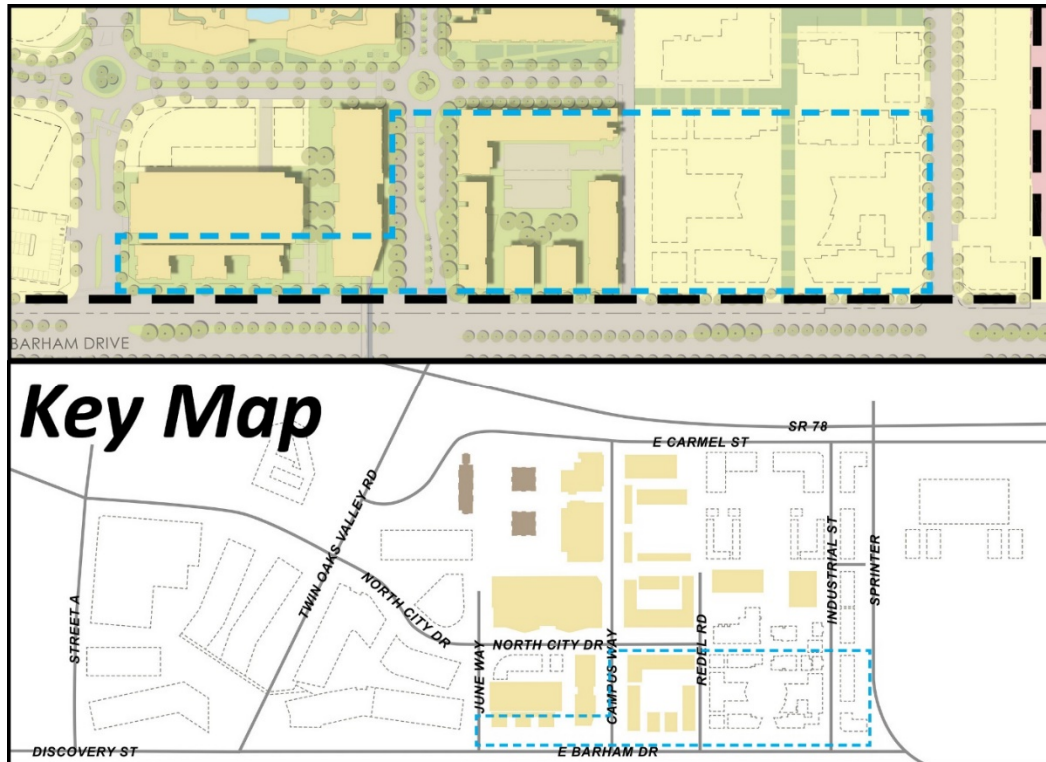 BARHAM DRIVE
Key Map
SR 78
E CARMEL ST
TWIN OAKS VALLEY RD
INDUSTRIAL ST
SPRINTER
STREET A
NORTH CITY DR
JUNE WAY
NORTH CITY DR
CAMPUS WAY
REDEL RD
DISCOVERY ST
E BARHAM DR